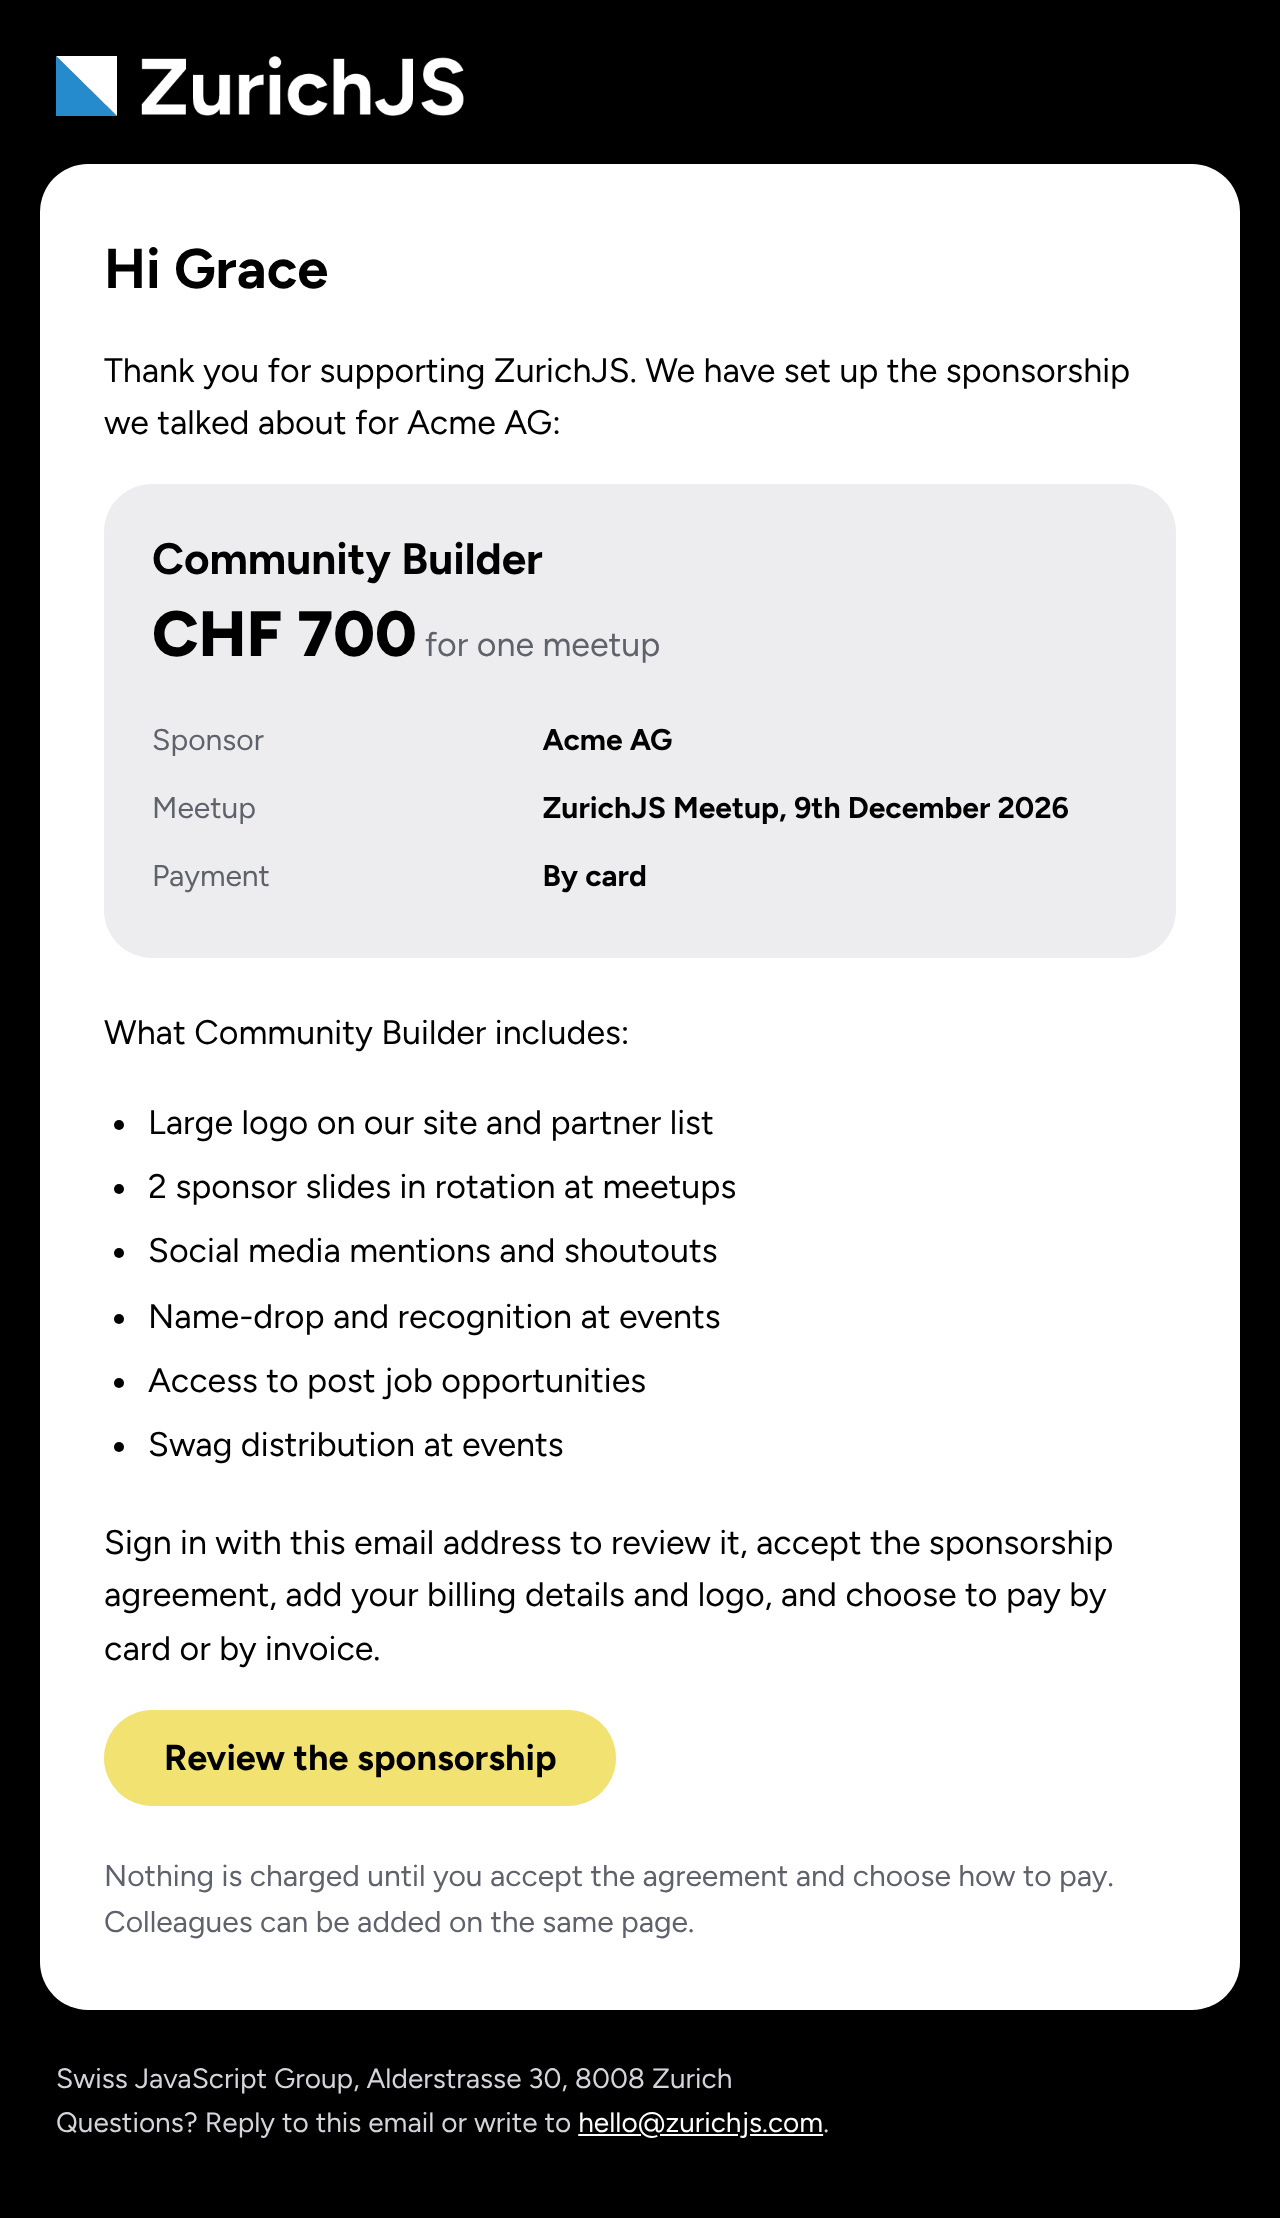 ZurichJS
Hi Grace
Thank you for supporting ZurichJS. We have set up the sponsorship
we talked about for Acme AG:
Community Builder
CHF 700 for one meetup
Sponsor Acme AG
Meetup ZurichJS Meetup, 9th December 2026
Payment By card
What Community Builder includes:
• Large logo on our site and partner list
• 2 sponsor slides in rotation at meetups
• Social media mentions and shoutouts
• Name-drop and recognition at events
• Access to post job opportunities
• Swag distribution at events
Sign in with this email address to review it, accept the sponsorship
agreement, add your billing details and logo, and choose to pay by
card or by invoice.
Review the sponsorship
Nothing is charged until you accept the agreement and choose how to pay.
Colleagues can be added on the same page.
Swiss JavaScript Group, Alderstrasse 30, 8008 Zurich
Questions? Reply to this email or write to hello@zurichjs.com.